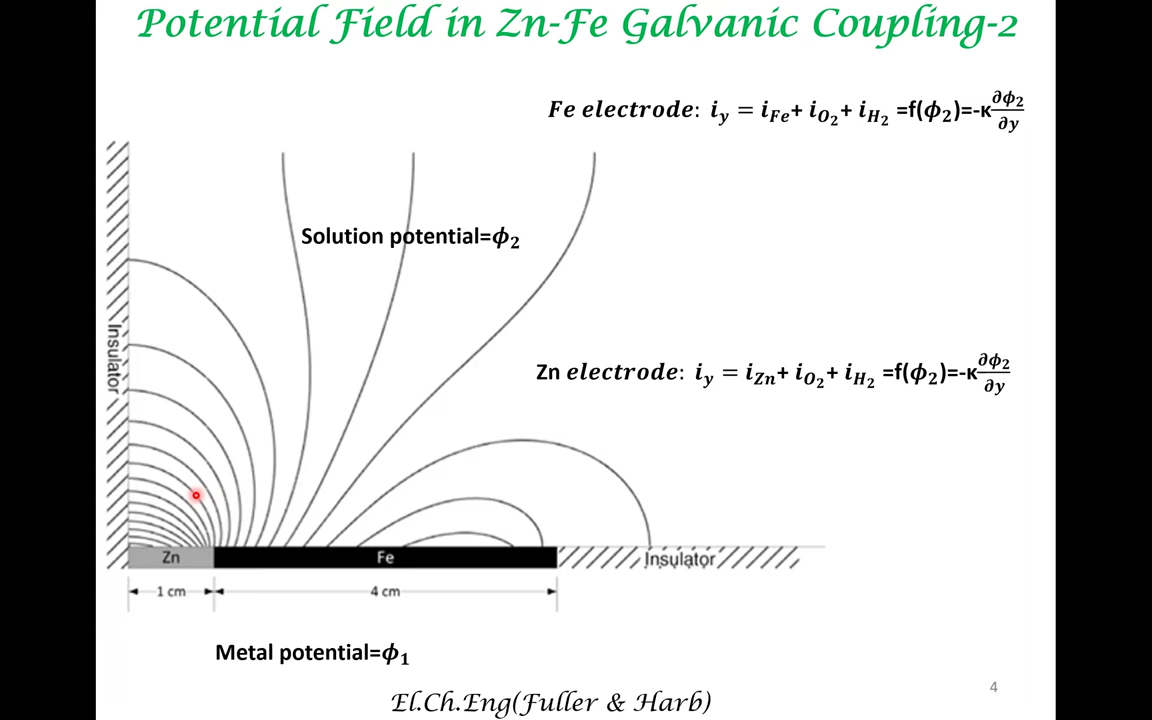 Potential Field in Zn-Fe Galvanic Coupling-2
Fe electrode: i_y = i_Fe+ i_O₂+ i_H₂ =f(ϕ₂)=-κ∂ϕ₂/∂y
Solution potential=ϕ₂
Insulator
Zn electrode: i_y = i_Zn+ i_O₂+ i_H₂ =f(ϕ₂)=-κ∂ϕ₂/∂y
Zn
Fe
Insulator
1 cm
4 cm
Metal potential=ϕ₁
4
El.Ch.Eng(Fuller & Harb)